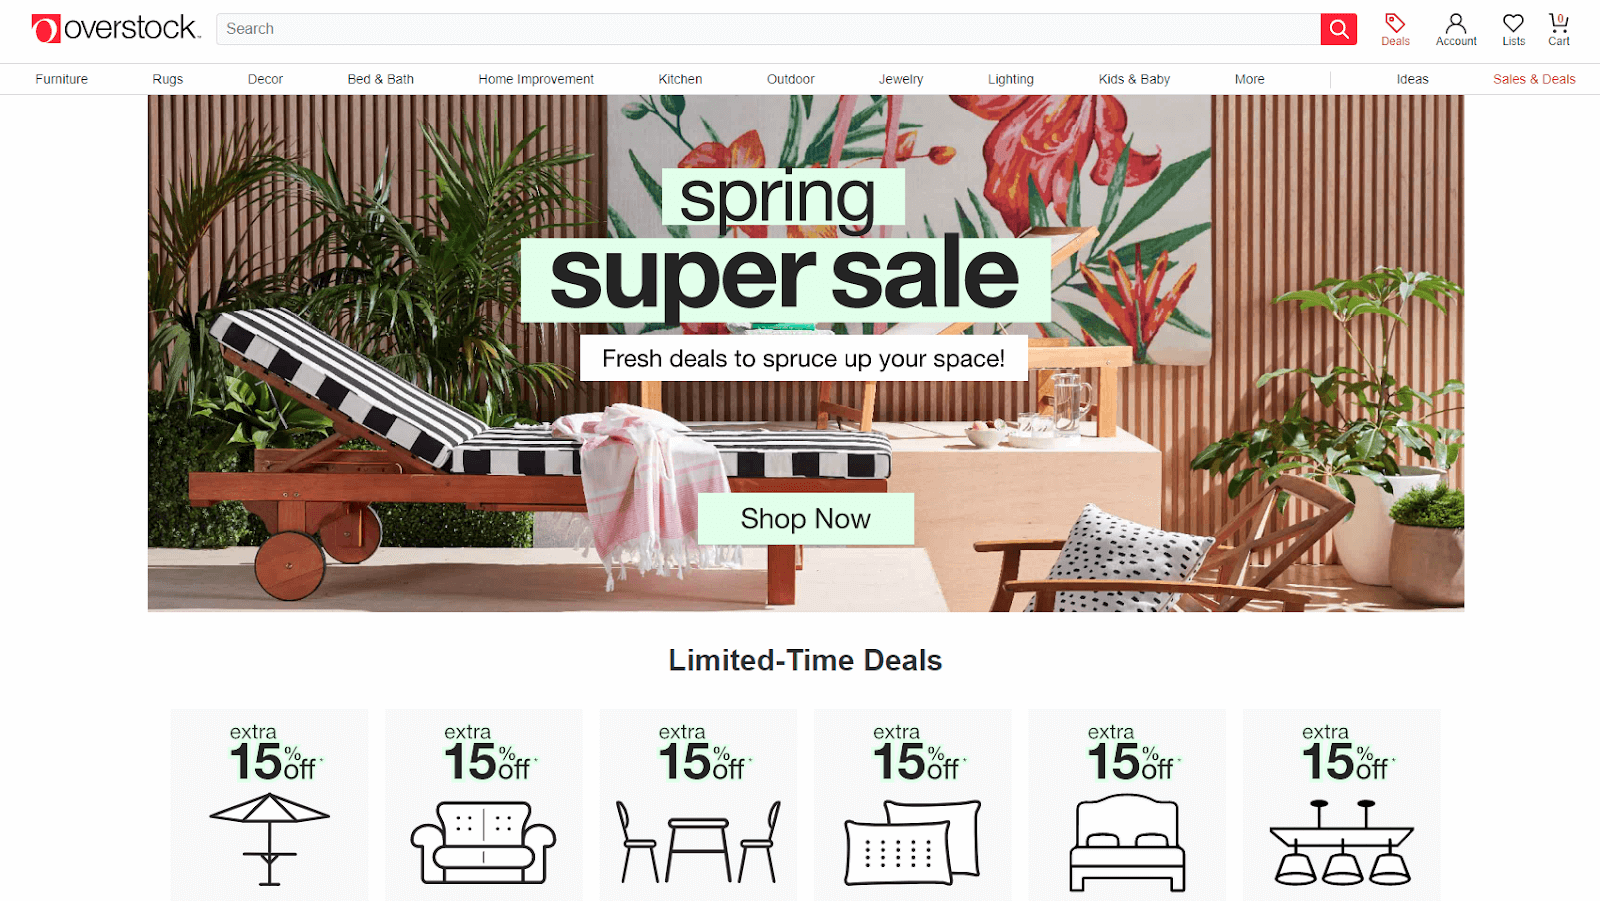 overstock™
Search
Deals
Account
Lists
0
Cart
Furniture
Rugs
Decor
Bed & Bath
Home Improvement
Kitchen
Outdoor
Jewelry
Lighting
Kids & Baby
More
Ideas
Sales & Deals
spring
super sale
Fresh deals to spruce up your space!
Shop Now
Limited-Time Deals
extra
15% off*
extra
15% off*
extra
15% off*
extra
15% off*
extra
15% off*
extra
15% off*